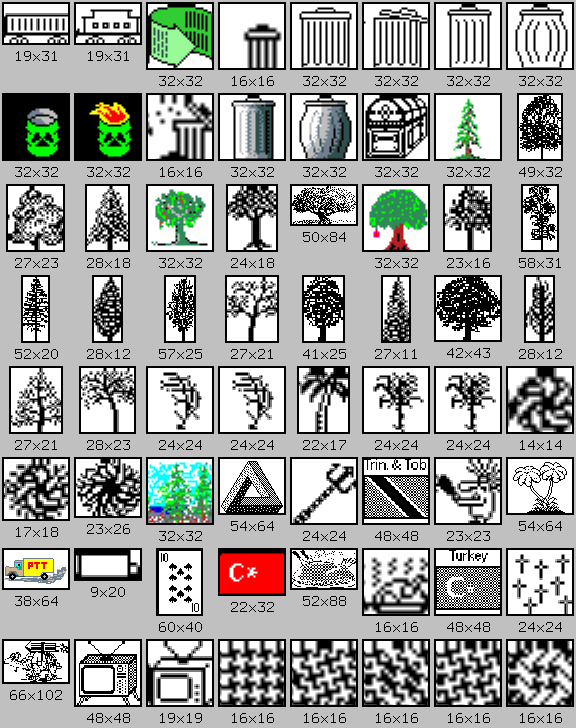 19x31 19x31 32x32 16x16 32x32 32x32 32x32 32x32
32x32 32x32 16x16 32x32 32x32 32x32 32x32 49x32
27x23 28x18 32x32 24x18 50x84 32x32 23x16 58x31
52x20 28x12 57x25 27x21 41x25 27x11 42x43 28x12
27x21 28x23 24x24 24x24 22x17 24x24 24x24 14x14
Trin. & Tob
17x18 23x26 32x32 54x64 24x24 48x48 23x23 54x64
PTT 10 10 C* Turkey C*
38x64 9x20 60x40 22x32 52x88 16x16 48x48 24x24
66x102 48x48 19x19 16x16 16x16 16x16 16x16 16x16